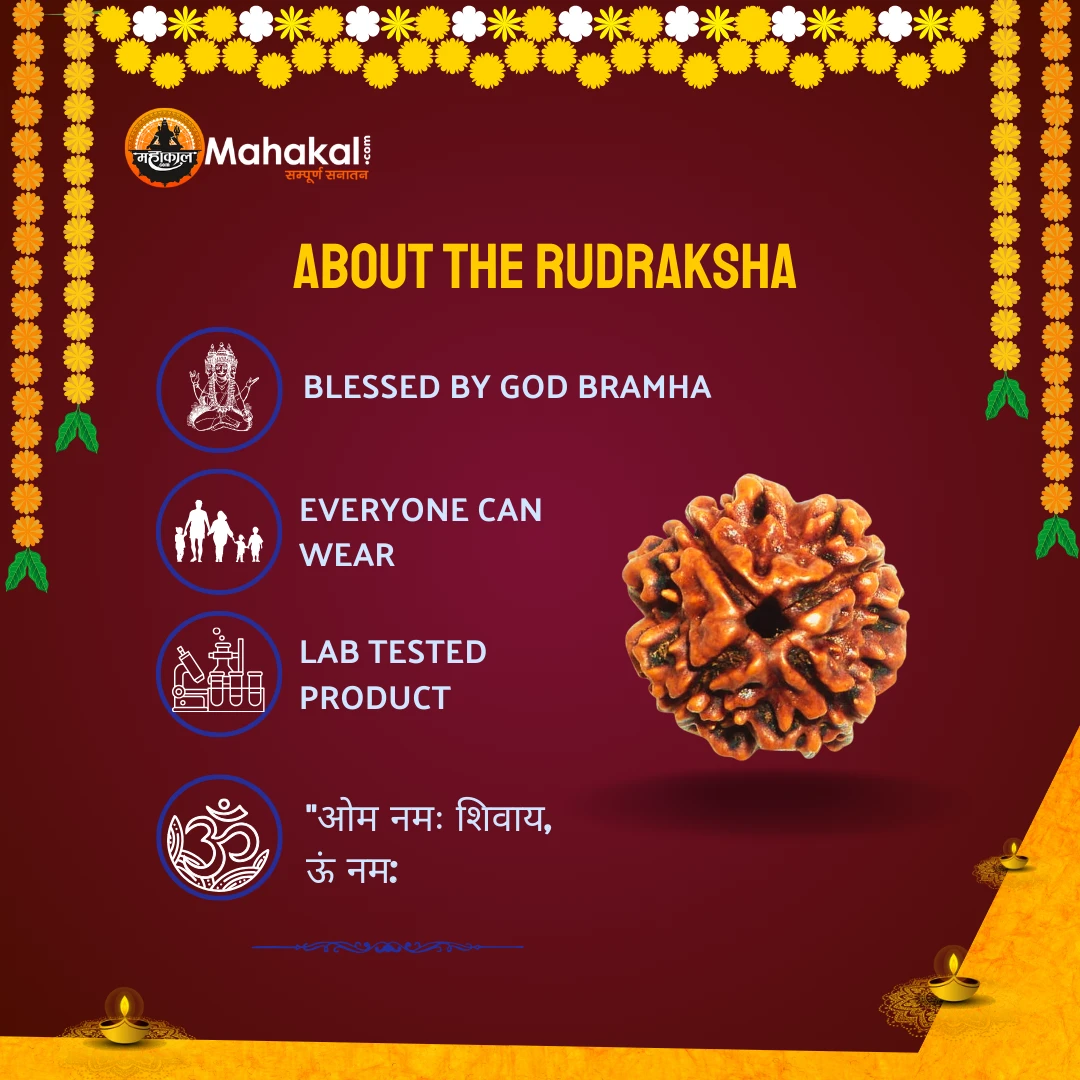 महाकाल
.com
Mahakal.com
सम्पूर्ण सनातन
ABOUT THE RUDRAKSHA
BLESSED BY GOD BRAMHA
EVERYONE CAN
WEAR
LAB TESTED
PRODUCT
"ओम नमः शिवाय,
ऊं नम: